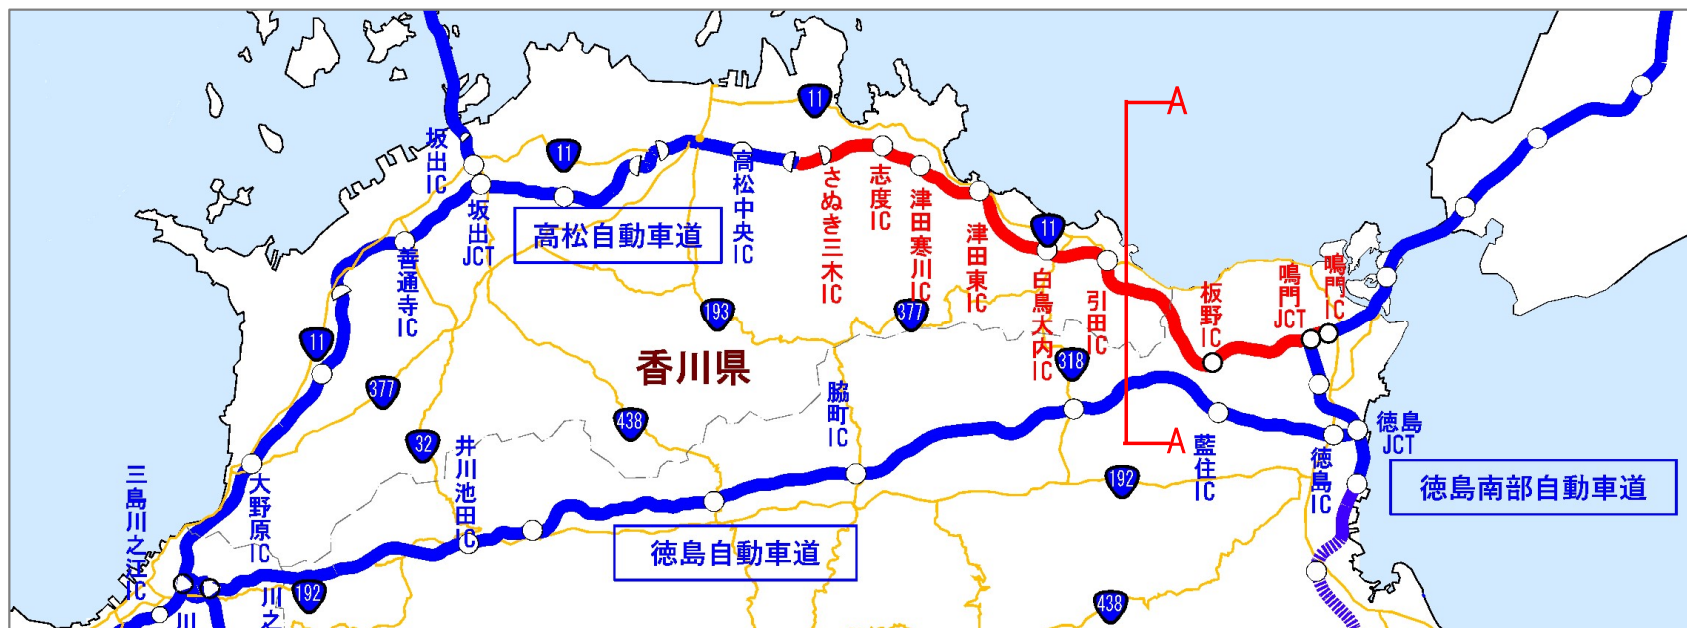 坂出IC
11
11
坂出JCT
高松自動車道
高松中央IC
さぬき三木IC
志度IC
津田寒川IC
津田東IC
11
白鳥大内IC
引田IC
A
板野IC
鳴門JCT
鳴門IC
善通寺IC
11
193
377
318
香川県
377
438
32
脇町IC
A
藍住IC
徳島IC
徳島JCT
徳島南部自動車道
井川池田IC
大野原IC
三島川之江IC
192
徳島自動車道
192
438
川
川之